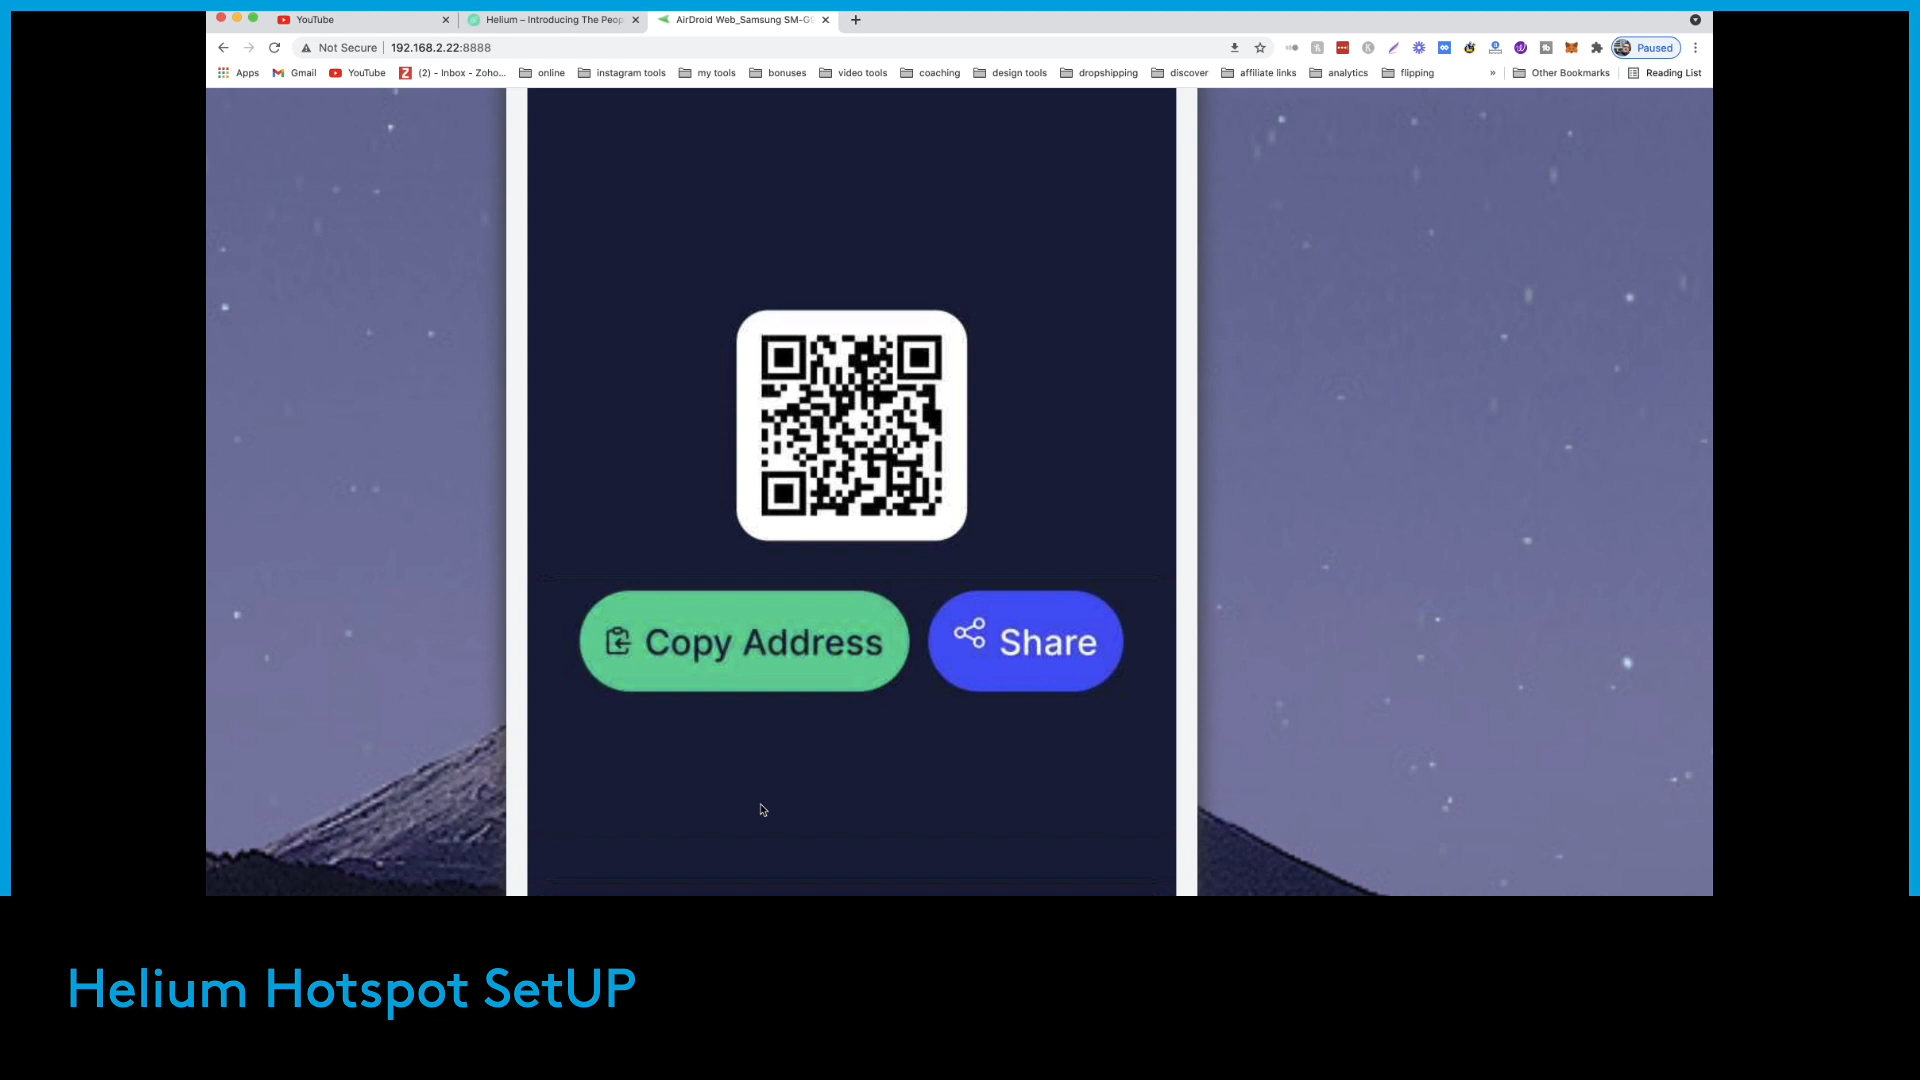 YouTube
Helium – Introducing The Peop
AirDroid Web_Samsung SM-G
Not Secure
192.168.2.22:8888
Paused
Apps
Gmail
YouTube
(2) - Inbox - Zoho...
online
instagram tools
my tools
bonuses
video tools
coaching
design tools
dropshipping
discover
affiliate links
analytics
flipping
»
Other Bookmarks
Reading List
Copy Address
Share
Helium Hotspot SetUP